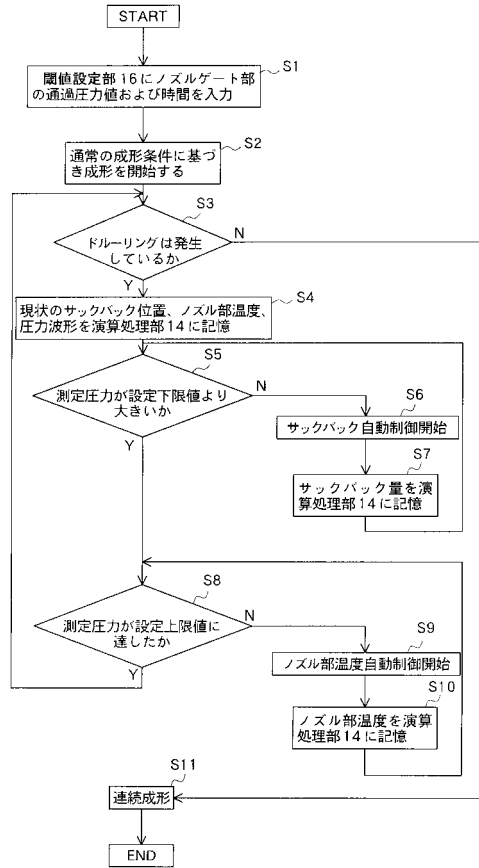 START
S1
閾値設定部16にノズルゲート部
の通過圧力値および時間を入力
S2
通常の成形条件に基づ
き成形を開始する
S3
ドルーリングは発生
しているか
N
Y
S4
現状のサックバック位置、ノズル部温度、
圧力波形を演算処理部14に記憶
S5
測定圧力が設定下限値より
大きいか
N
Y
S6
サックバック自動制御開始
S7
サックバック量を演
算処理部14に記憶
S8
測定圧力が設定上限値に
達したか
N
Y
S9
ノズル部温度自動制御開始
S10
ノズル部温度を演算
処理部14に記憶
S11
連続成形
END